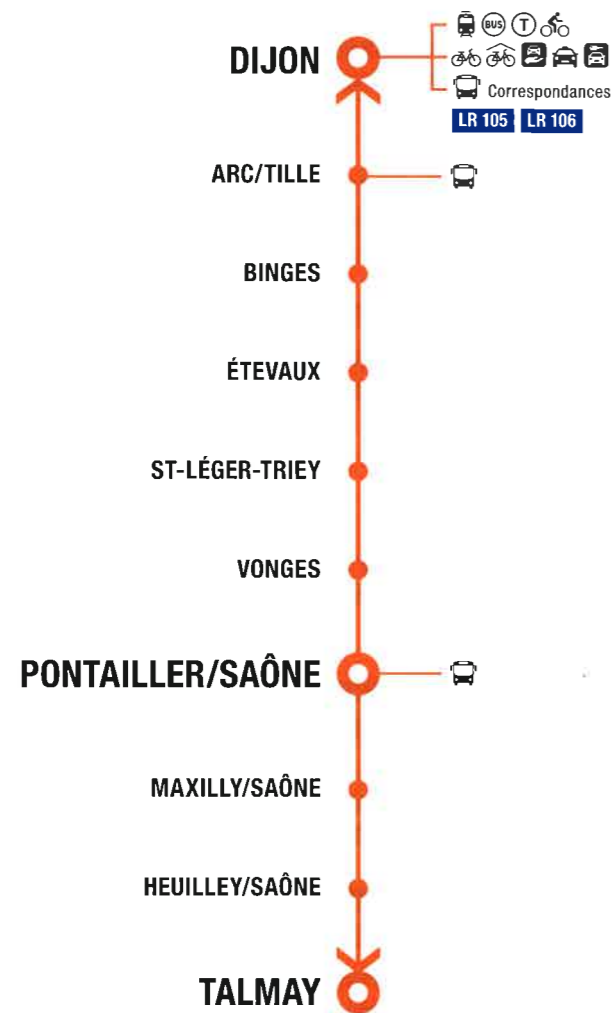 BUS T
DIJON
Correspondances
LR 105 LR 106
ARC/TILLE
BINGES
ÉTEVAUX
ST-LÉGER-TRIEY
VONGES
PONTAILLER/SAÔNE
MAXILLY/SAÔNE
HEUILLEY/SAÔNE
TALMAY